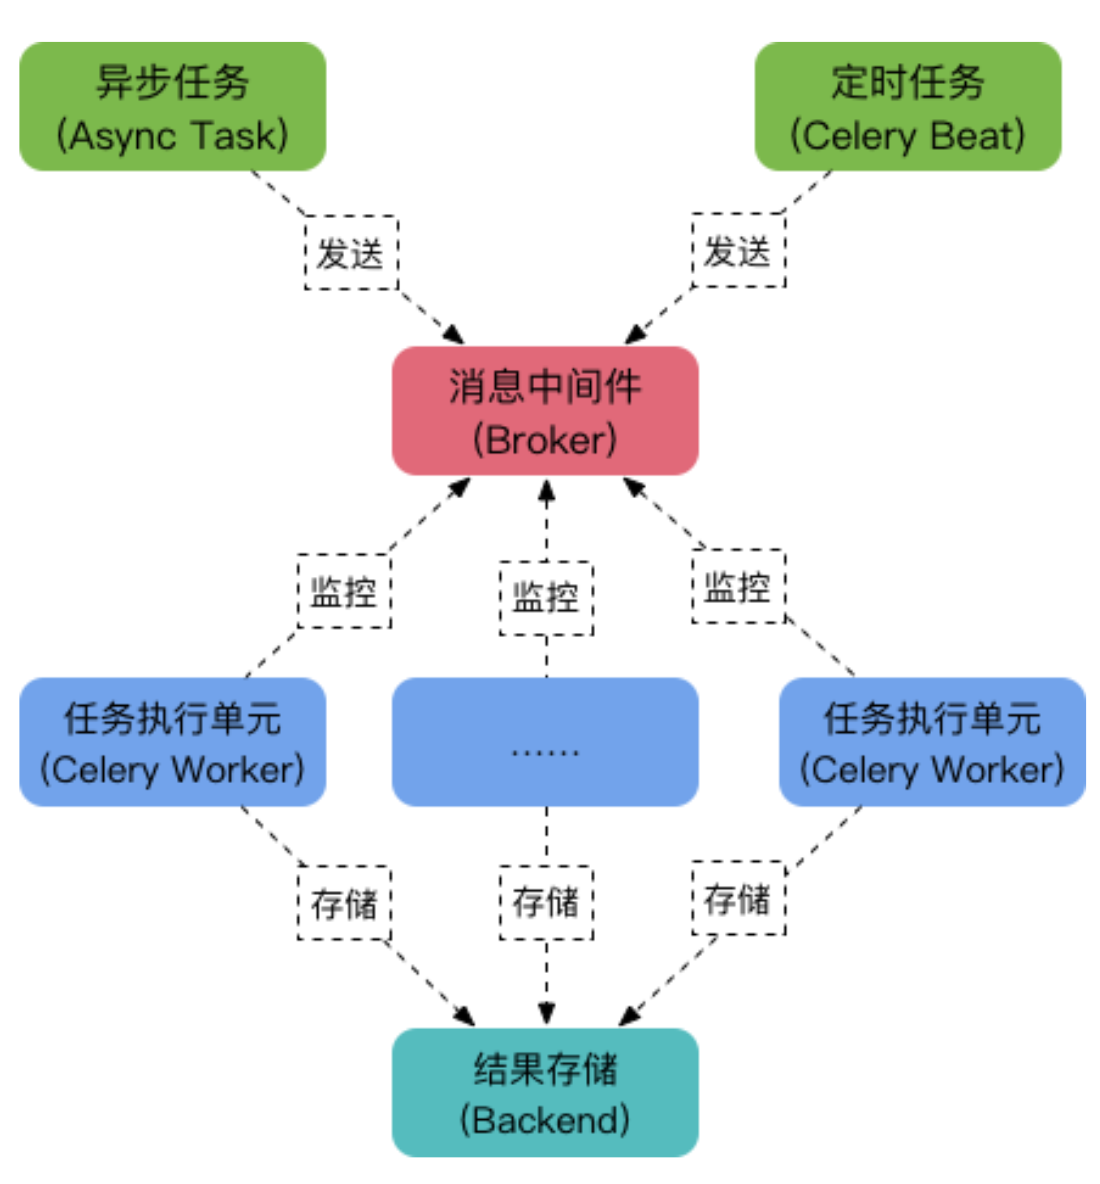 异步任务
(Async Task)
定时任务
(Celery Beat)
发送
发送
消息中间件
(Broker)
监控
监控
监控
任务执行单元
(Celery Worker)
……
任务执行单元
(Celery Worker)
存储
存储
存储
结果存储
(Backend)